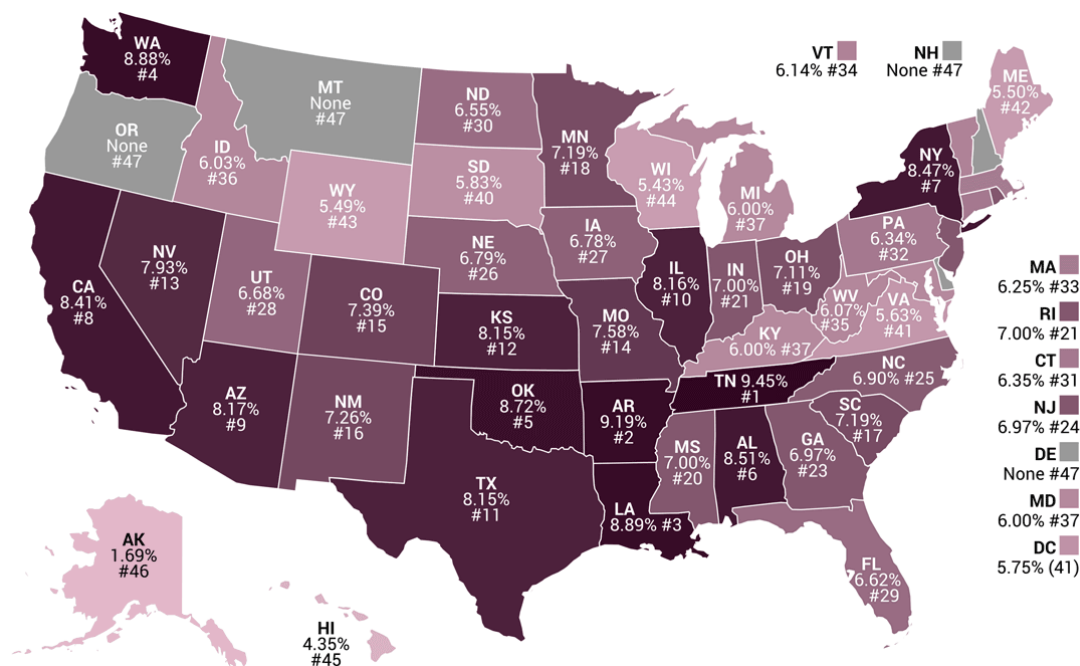 WA
8.88%
#4
MT
None
#47
OR
None
#47
ID
6.03%
#36
WY
5.49%
#43
ND
6.55%
#30
SD
5.83%
#40
MN
7.19%
#18
WI
5.43%
#44
MI
6.00%
#37
VT
6.14% #34
NH
None #47
ME
5.50%
#42
NY
8.47%
#7
PA
6.34%
#32
CA
8.41%
#8
NV
7.93%
#13
UT
6.68%
#28
CO
7.39%
#15
NE
6.79%
#26
IA
6.78%
#27
KS
8.15%
#12
MO
7.58%
#14
IL
8.16%
#10
IN
7.00%
#21
OH
7.11%
#19
KY
6.00% #37
WV
6.07%
#35
VA
5.63%
#41
NC
6.90% #25
TN 9.45%
#1
SC
7.19%
#17
AZ
8.17%
#9
NM
7.26%
#16
OK
8.72%
#5
AR
9.19%
#2
TX
8.15%
#11
LA
8.89% #3
MS
7.00%
#20
AL
8.51%
#6
GA
6.97%
#23
FL
6.62%
#29
AK
1.69%
#46
HI
4.35%
#45
MA
6.25% #33
RI
7.00% #21
CT
6.35% #31
NJ
6.97% #24
DE
None #47
MD
6.00% #37
DC
5.75% (41)